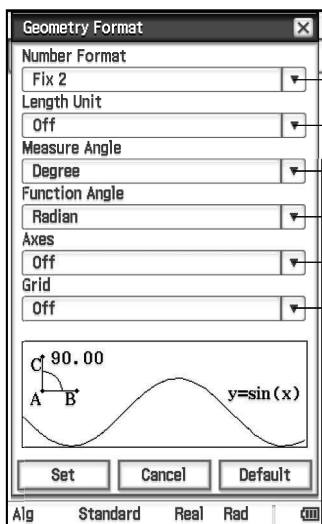 Geometry Format
Number Format
Fix 2
Length Unit
Off
Measure Angle
Degree
Function Angle
Radian
Axes
Off
Grid
Off
C 90.00
A B y=sin(x)
Set Cancel Default
Alg Standard Real Rad